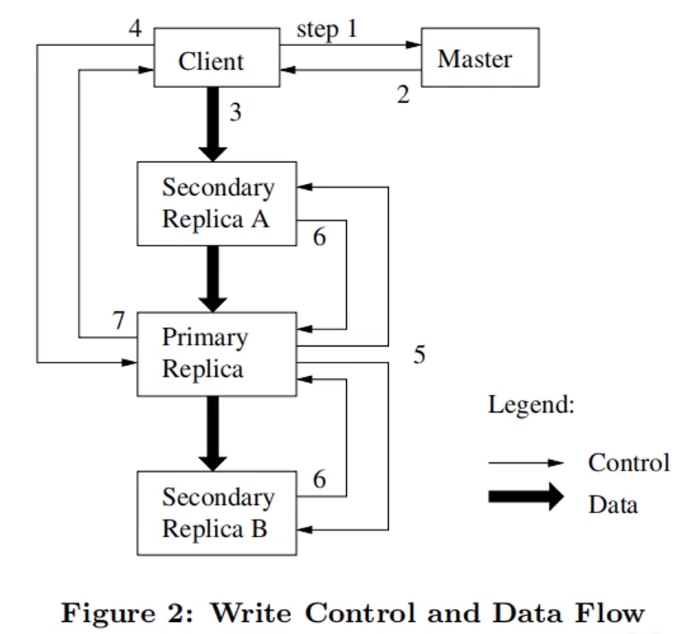 4
step 1
Client
Master
2
3
Secondary
Replica A
6
7
Primary
Replica
5
Legend:
Control
Data
6
Secondary
Replica B
Figure 2: Write Control and Data Flow